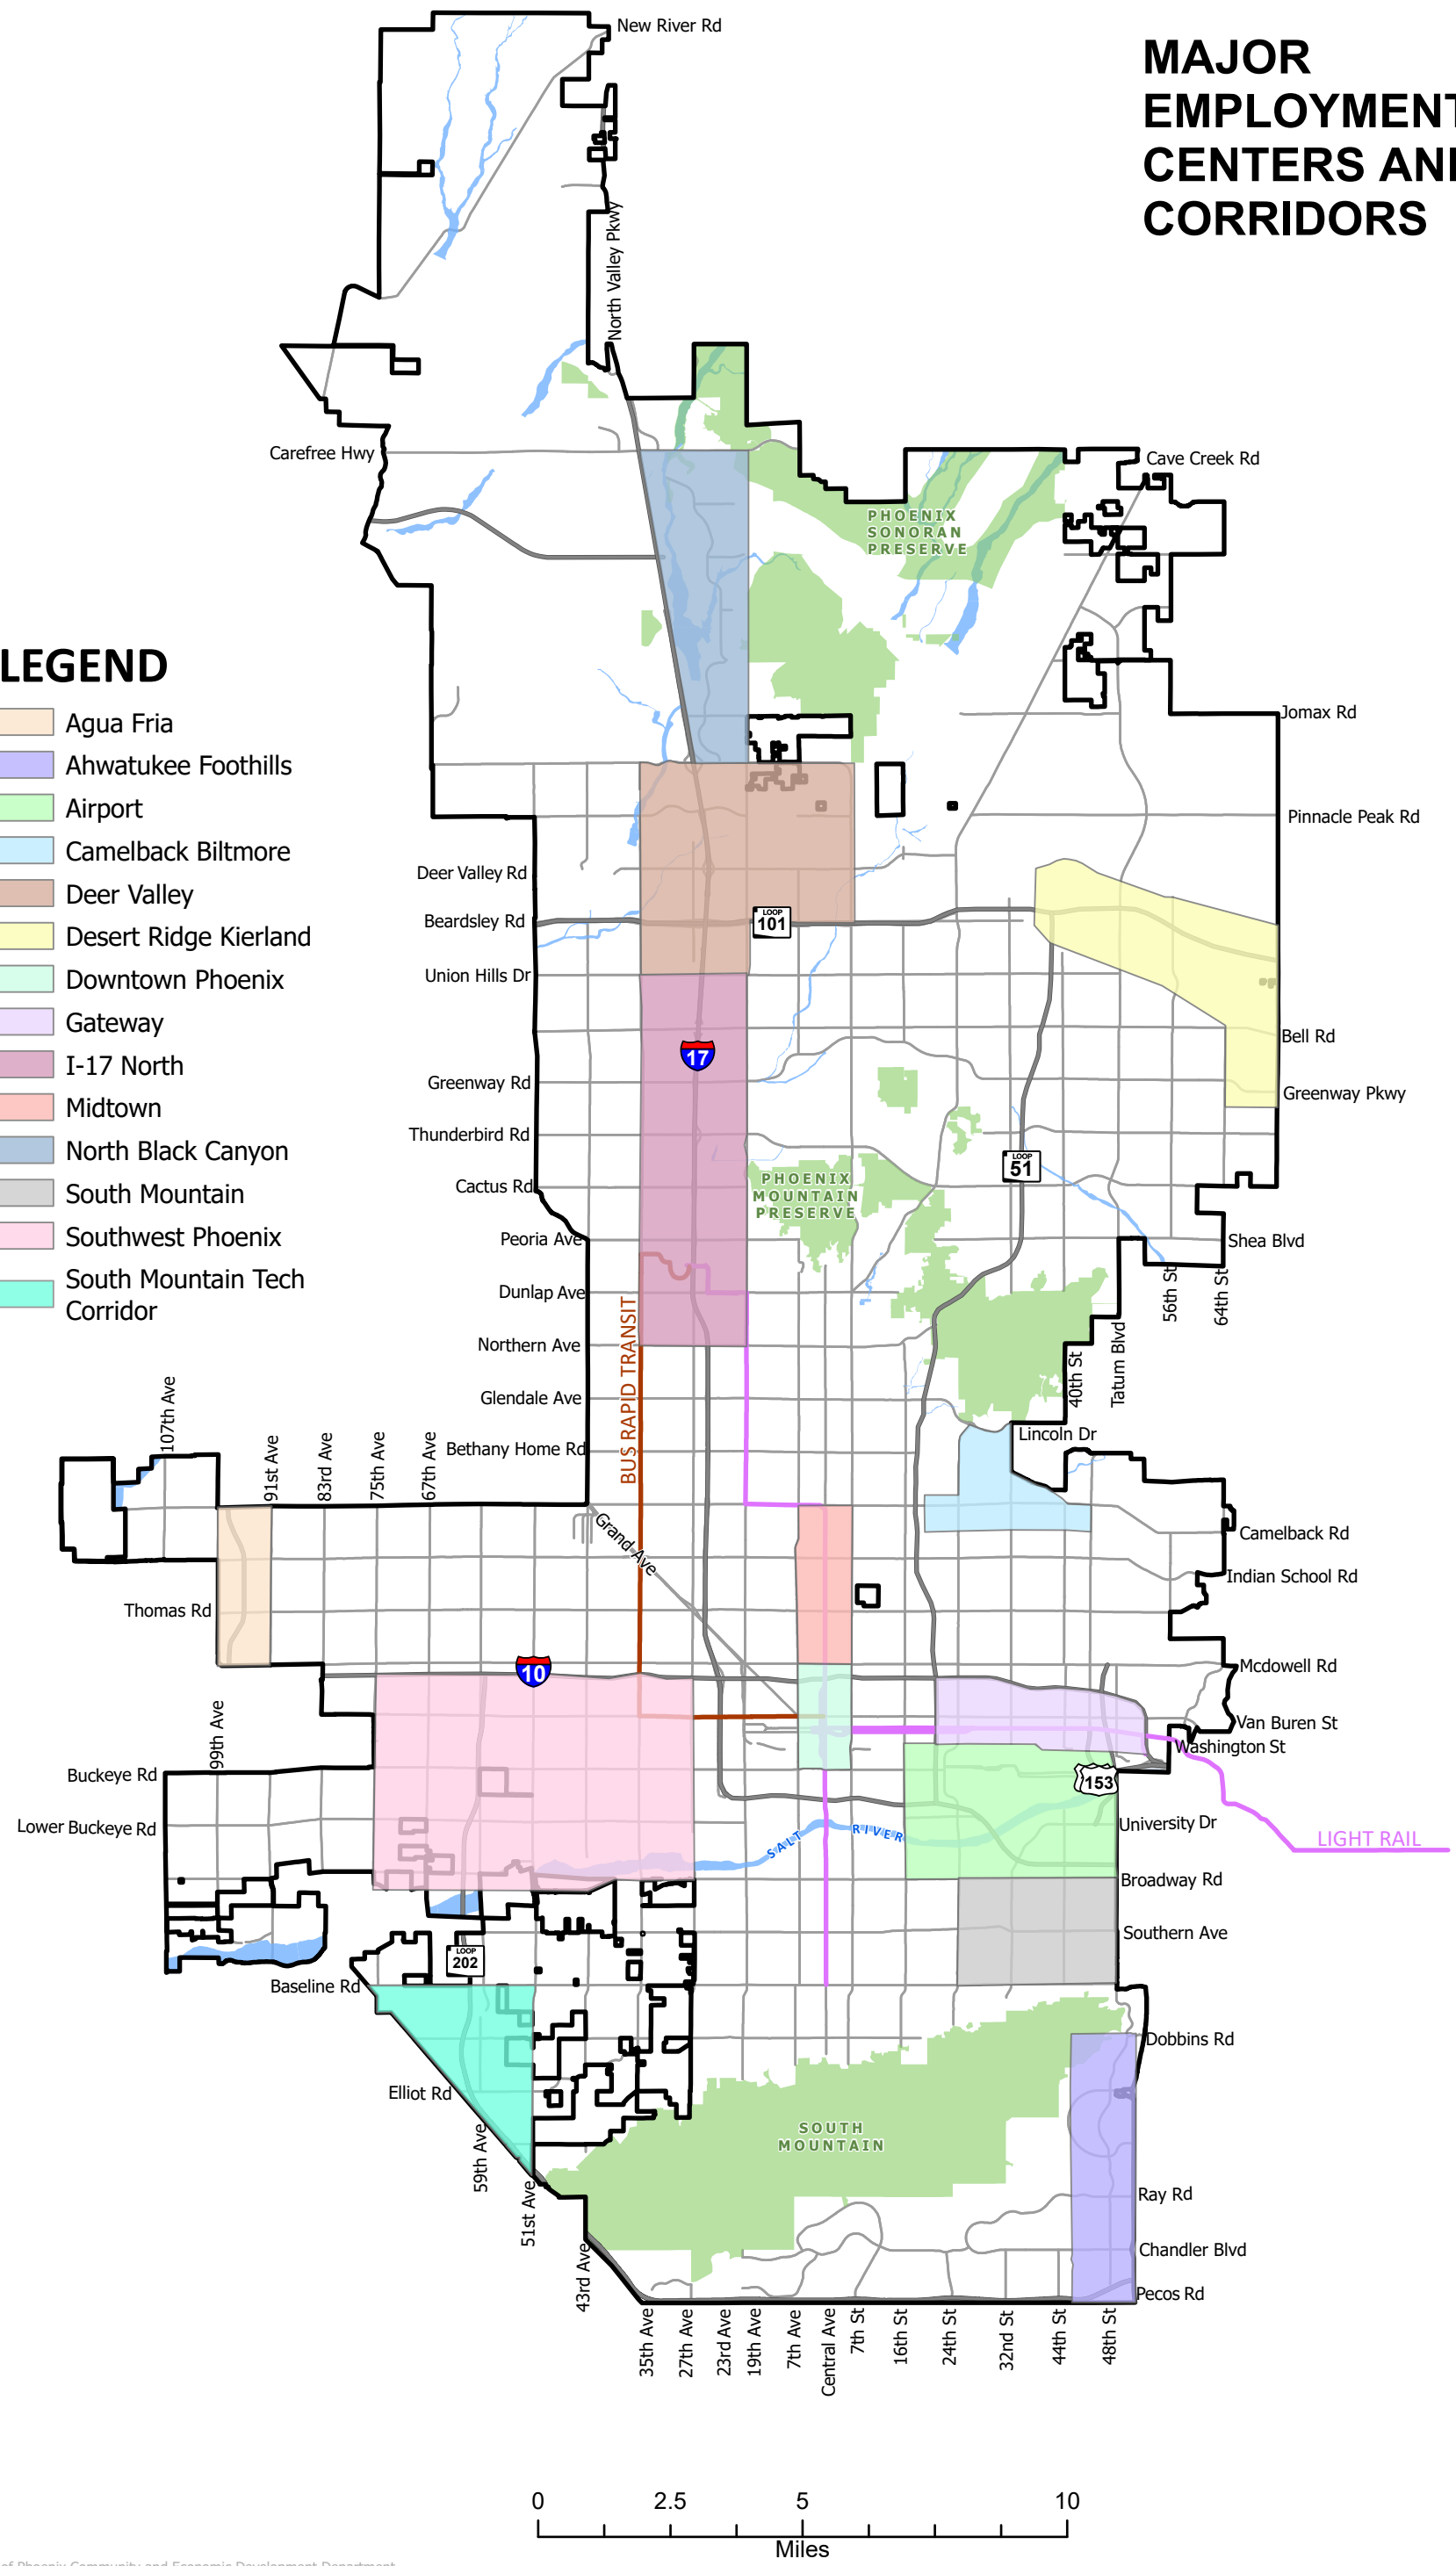 MAJOR
EMPLOYMENT
CENTERS AND
CORRIDORS
New River Rd
North Valley Pkwy
Carefree Hwy
Cave Creek Rd
PHOENIX
SONORAN
PRESERVE
LEGEND
Agua Fria
Ahwatukee Foothills
Airport
Camelback Biltmore
Deer Valley
Desert Ridge Kierland
Downtown Phoenix
Gateway
I-17 North
Midtown
North Black Canyon
South Mountain
Southwest Phoenix
South Mountain Tech
Corridor
Jomax Rd
Pinnacle Peak Rd
Deer Valley Rd
Beardsley Rd
LOOP
101
Union Hills Dr
Bell Rd
17
Greenway Rd
Greenway Pkwy
Thunderbird Rd
LOOP
51
Cactus Rd
PHOENIX
MOUNTAIN
PRESERVE
Peoria Ave
Shea Blvd
Dunlap Ave
56th St
64th St
BUS RAPID TRANSIT
Northern Ave
40th St
Tatum Blvd
Glendale Ave
107th Ave
91st Ave
83rd Ave
75th Ave
67th Ave
Bethany Home Rd
Lincoln Dr
Grand Ave
Camelback Rd
Indian School Rd
Thomas Rd
10
Mcdowell Rd
99th Ave
Van Buren St
Washington St
Buckeye Rd
153
Lower Buckeye Rd
SALT RIVER
University Dr
LIGHT RAIL
Broadway Rd
Southern Ave
LOOP
202
Baseline Rd
Dobbins Rd
Elliot Rd
59th Ave
SOUTH
MOUNTAIN
51st Ave
Ray Rd
43rd Ave
Chandler Blvd
Pecos Rd
35th Ave
27th Ave
23rd Ave
19th Ave
7th Ave
Central Ave
7th St
16th St
24th St
32nd St
44th St
48th St
0 2.5 5 10
Miles
of Phoenix Community and Economic Development Department